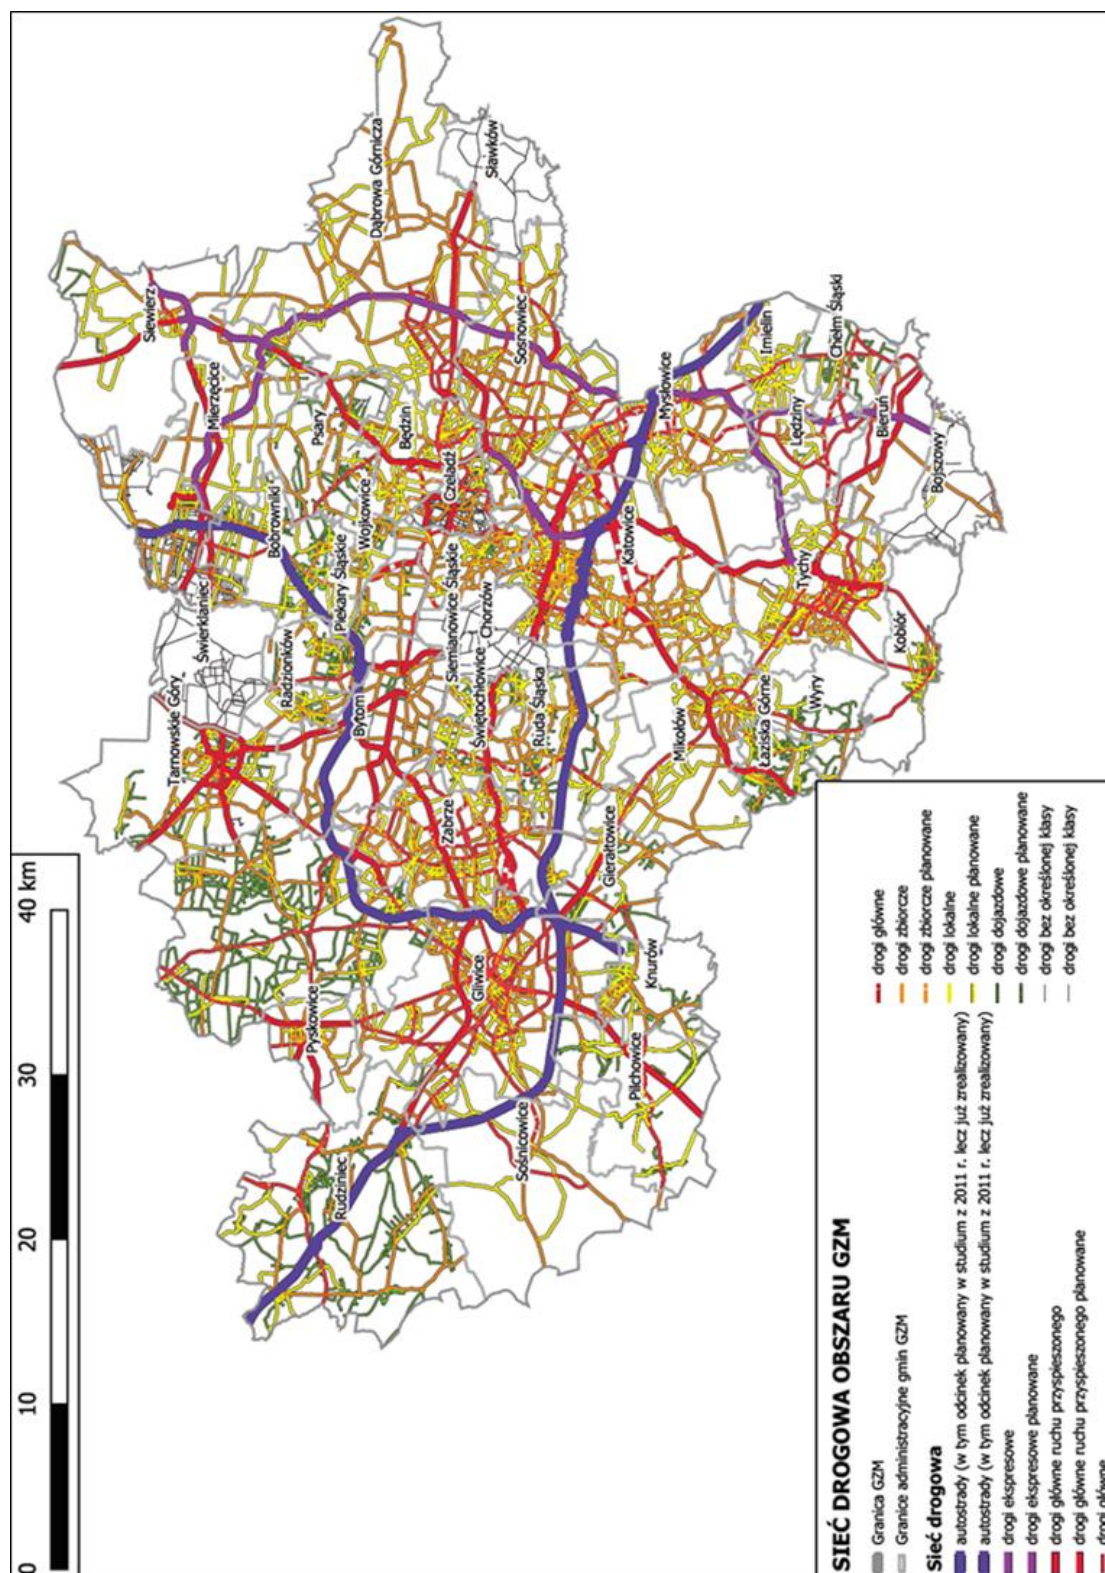 0 10 20 30 40 km
Siewierz
Dąbrowa Górnicza
Sławków
Mierzęcice
Psary
Będzin
Sosnowiec
Bobrowniki
Wojkowice
Czeladź
Świerklaniec
Piekary Śląskie
Siemianowice Śląskie
Mysłowice
Imielin
Chełm Śląski
Tarnowskie Góry
Radzionków
Bytom
Chorzów
Katowice
Lędziny
Bieruń
Świętochłowice
Ruda Śląska
Tychy
Bojszowy
Zabrze
Mikołów
Łaziska Górne
Wyry
Kobiór
Pyskowice
Gliwice
Gierałtowice
Knurów
Rudziniec
Sośnicowice
Pilchowice
SIEĆ DROGOWA OBSZARU GZM
Granica GZM
Granice administracyjne gmin GZM
Sieć drogowa
autostrady (w tym odcinek planowany w studium z 2011 r. lecz już zrealizowany)
autostrady (w tym odcinek planowany w studium z 2011 r. lecz już zrealizowany)
drogi ekspresowe
drogi ekspresowe planowane
drogi główne ruchu przyspieszonego
drogi główne ruchu przyspieszonego planowane
drogi główne
drogi główne
drogi zbiorcze
drogi zbiorcze planowane
drogi lokalne
drogi lokalne planowane
drogi dojazdowe
drogi dojazdowe planowane
drogi bez określonej klasy
drogi bez określonej klasy